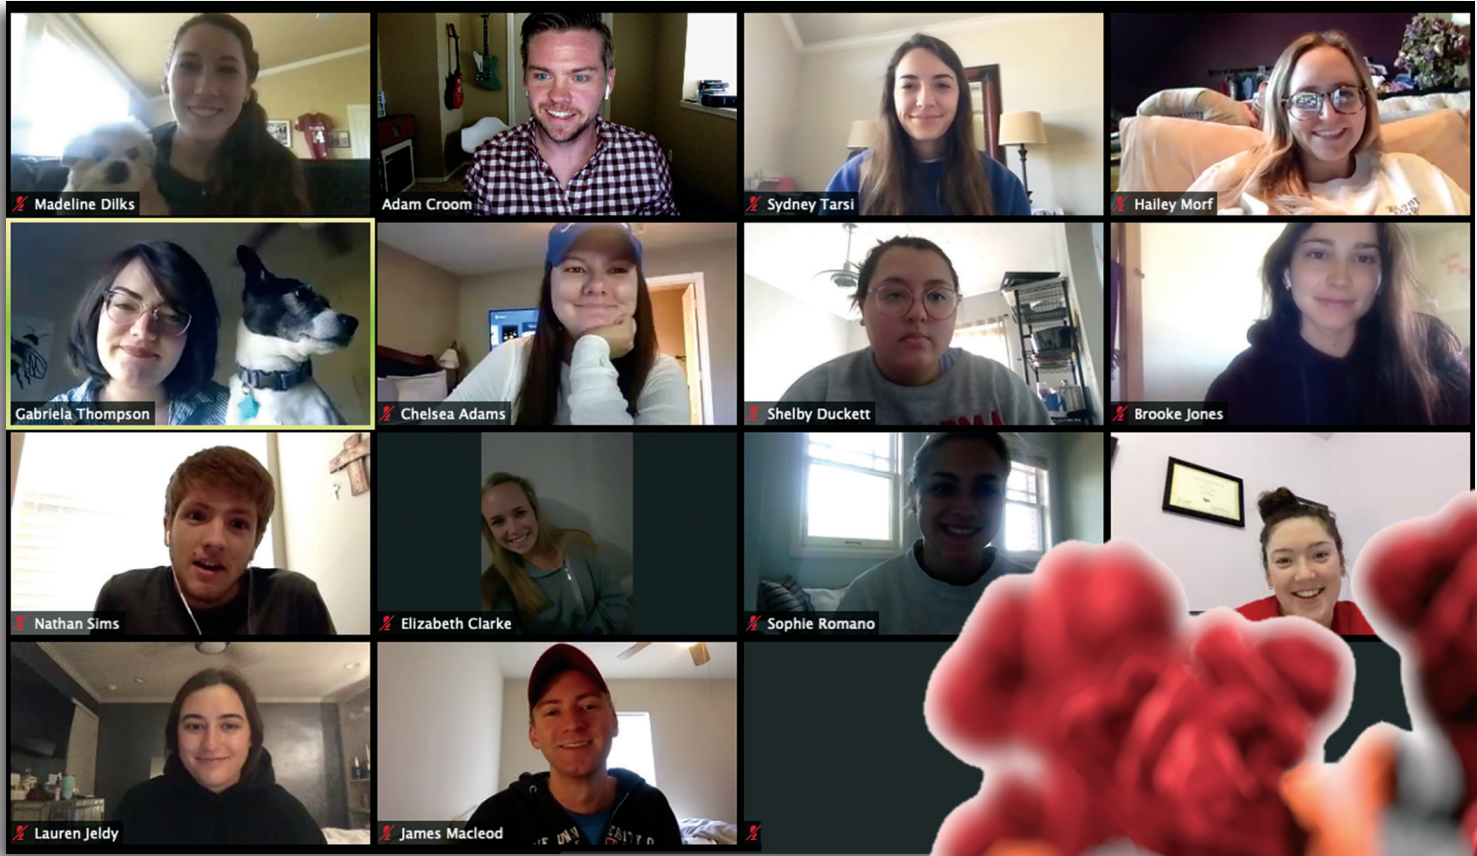 Madeline Dilks
Adam Croom
Sydney Tarsi
Hailey Morf
Gabriela Thompson
Chelsea Adams
Shelby Duckett
Brooke Jones
Nathan Sims
Elizabeth Clarke
Sophie Romano
Lauren Jeldy
James Macleod